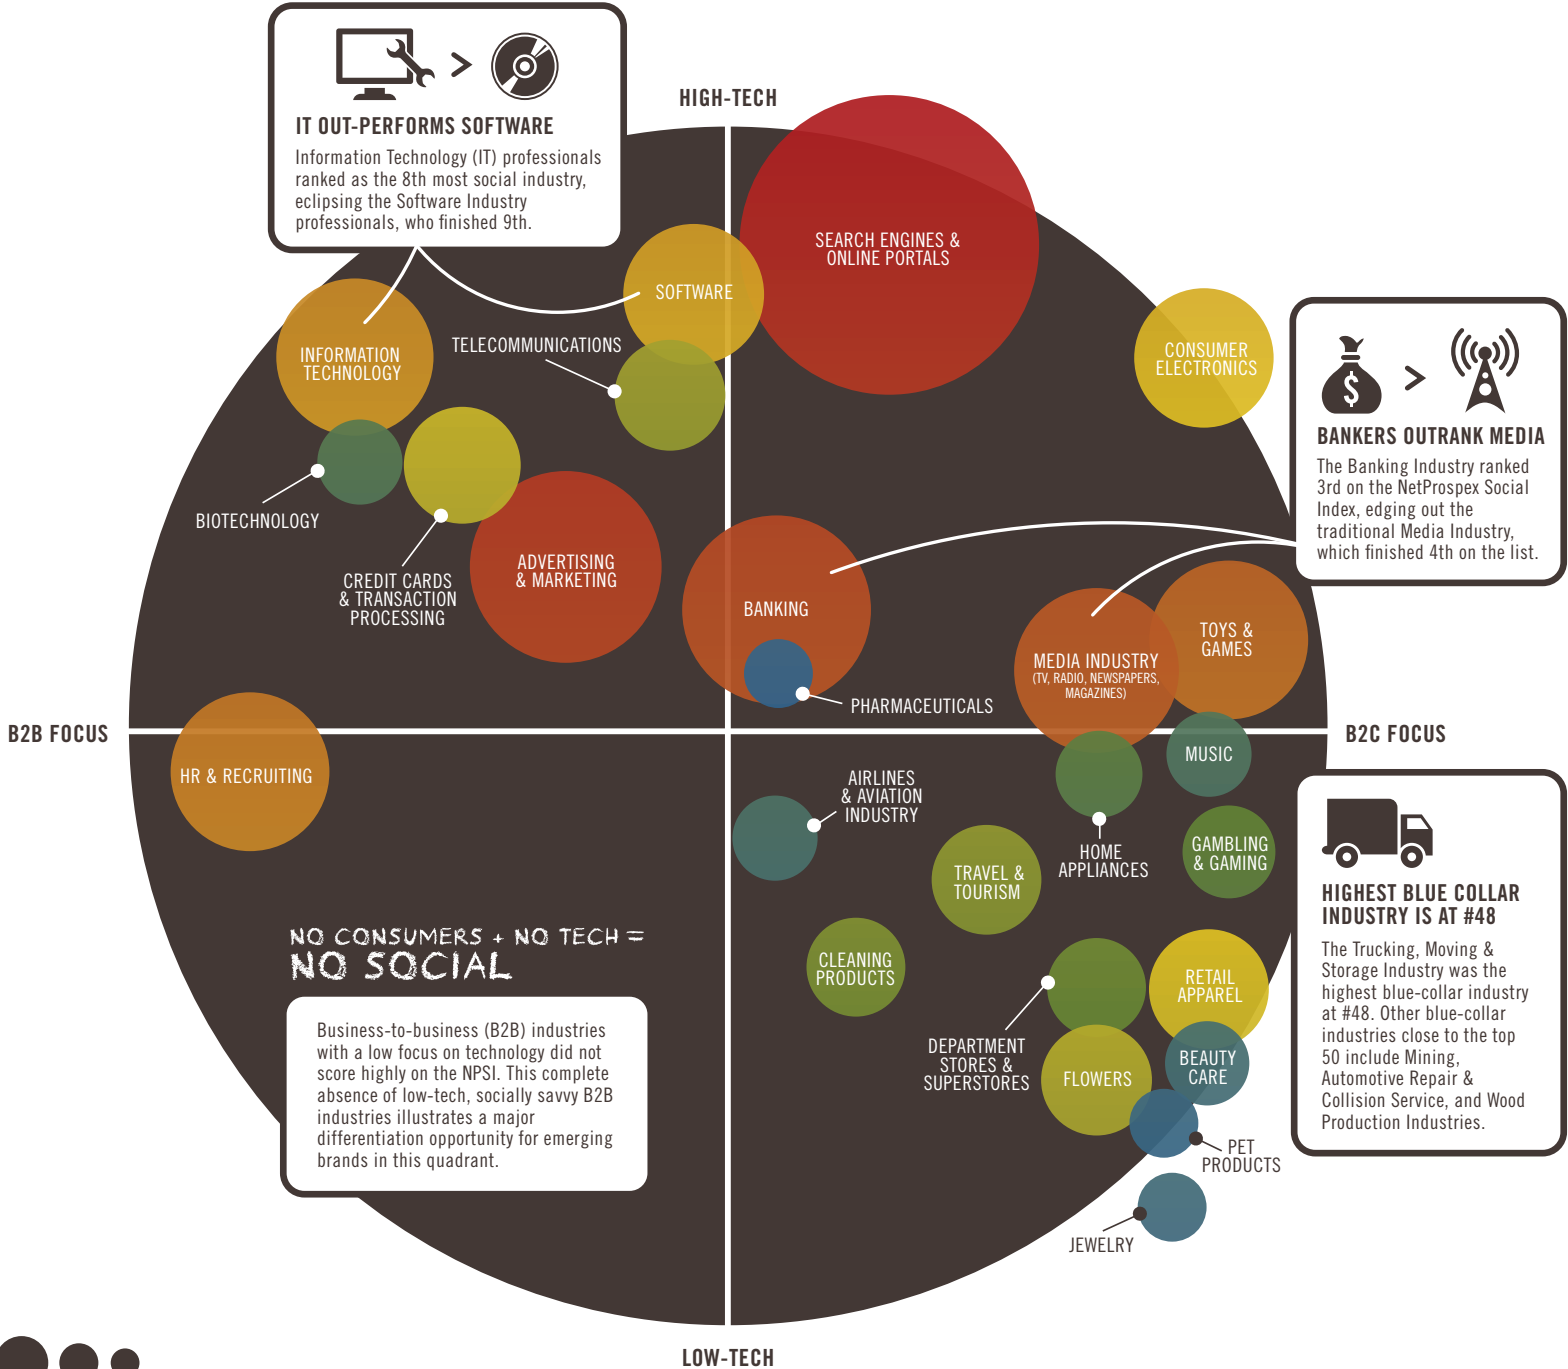 IT OUT-PERFORMS SOFTWARE
Information Technology (IT) professionals
ranked as the 8th most social industry,
eclipsing the Software Industry
professionals, who finished 9th.
HIGH-TECH
SEARCH ENGINES &
ONLINE PORTALS
SOFTWARE
TELECOMMUNICATIONS
INFORMATION
TECHNOLOGY
CONSUMER
ELECTRONICS
$
BANKERS OUTRANK MEDIA
The Banking Industry ranked
3rd on the NetProspex Social
Index, edging out the
traditional Media Industry,
which finished 4th on the list.
BIOTECHNOLOGY
CREDIT CARDS
& TRANSACTION
PROCESSING
ADVERTISING
& MARKETING
BANKING
TOYS &
GAMES
MEDIA INDUSTRY
(TV, RADIO, NEWSPAPERS,
MAGAZINES)
PHARMACEUTICALS
B2B FOCUS
B2C FOCUS
HR & RECRUITING
MUSIC
AIRLINES
& AVIATION
INDUSTRY
HOME
APPLIANCES
GAMBLING
& GAMING
TRAVEL &
TOURISM
HIGHEST BLUE COLLAR
INDUSTRY IS AT #48
The Trucking, Moving &
Storage Industry was the
highest blue-collar industry
at #48. Other blue-collar
industries close to the top
50 include Mining,
Automotive Repair &
Collision Service, and Wood
Production Industries.
NO CONSUMERS + NO TECH =
NO SOCIAL
Business-to-business (B2B) industries
with a low focus on technology did not
score highly on the NPSI. This complete
absence of low-tech, socially savvy B2B
industries illustrates a major
differentiation opportunity for emerging
brands in this quadrant.
CLEANING
PRODUCTS
RETAIL
APPAREL
DEPARTMENT
STORES &
SUPERSTORES
FLOWERS
BEAUTY
CARE
PET
PRODUCTS
JEWELRY
LOW-TECH